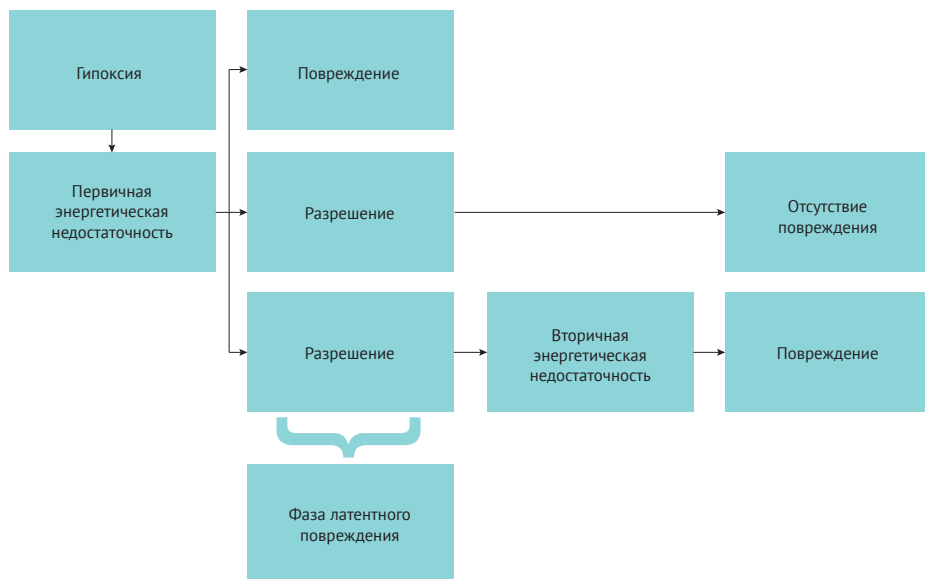 Гипоксия
Повреждение
Первичная
энергетическая
недостаточность
Разрешение
Отсутствие
повреждения
Разрешение
Вторичная
энергетическая
недостаточность
Повреждение
Фаза латентного
повреждения